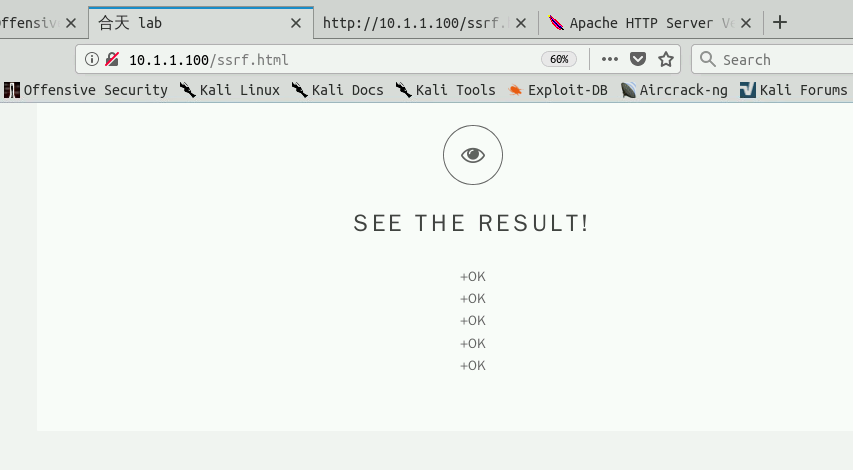 Offensiv
合天 lab
http://10.1.1.100/ssrf.
Apache HTTP Server Ve
10.1.1.100/ssrf.html
60%
Search
Offensive Security
Kali Linux
Kali Docs
Kali Tools
Exploit-DB
Aircrack-ng
Kali Forums
SEE THE RESULT!
+OK
+OK
+OK
+OK
+OK